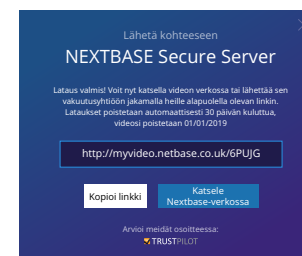 Lähetä kohteeseen
NEXTBASE Secure Server
Lataus valmis! Voit nyt katsella videon verkossa tai lähettää sen
vakuutusyhtiöön jakamalla heille alapuolella olevan linkin.
Lataukset poistetaan automaattisesti 30 päivän kuluttua,
videosi poistetaan 01/01/2019
http://myvideo.netbase.co.uk/6PUJG
Kopioi linkki
Katsele
Nextbase-verkossa
Arvioi meidät osoitteessa:
TRUSTPILOT